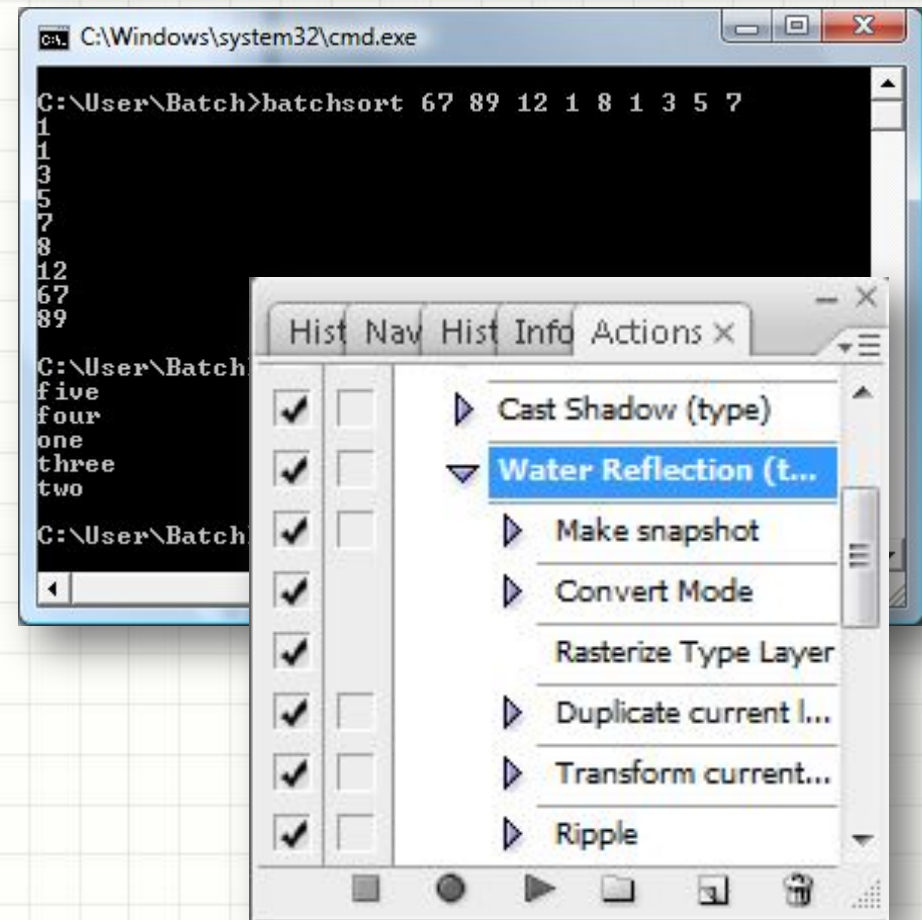 C:\Windows\system32\cmd.exe
C:\User\Batch>batchsort 67 89 12 1 8 1 3 5 7
1
1
3
5
7
8
12
67
89
C:\User\Batch
five
four
one
three
two
C:\User\Batch
Hist Nav Hist Info Actions ×
Cast Shadow (type)
Water Reflection (t...
Make snapshot
Convert Mode
Rasterize Type Layer
Duplicate current l...
Transform current...
Ripple